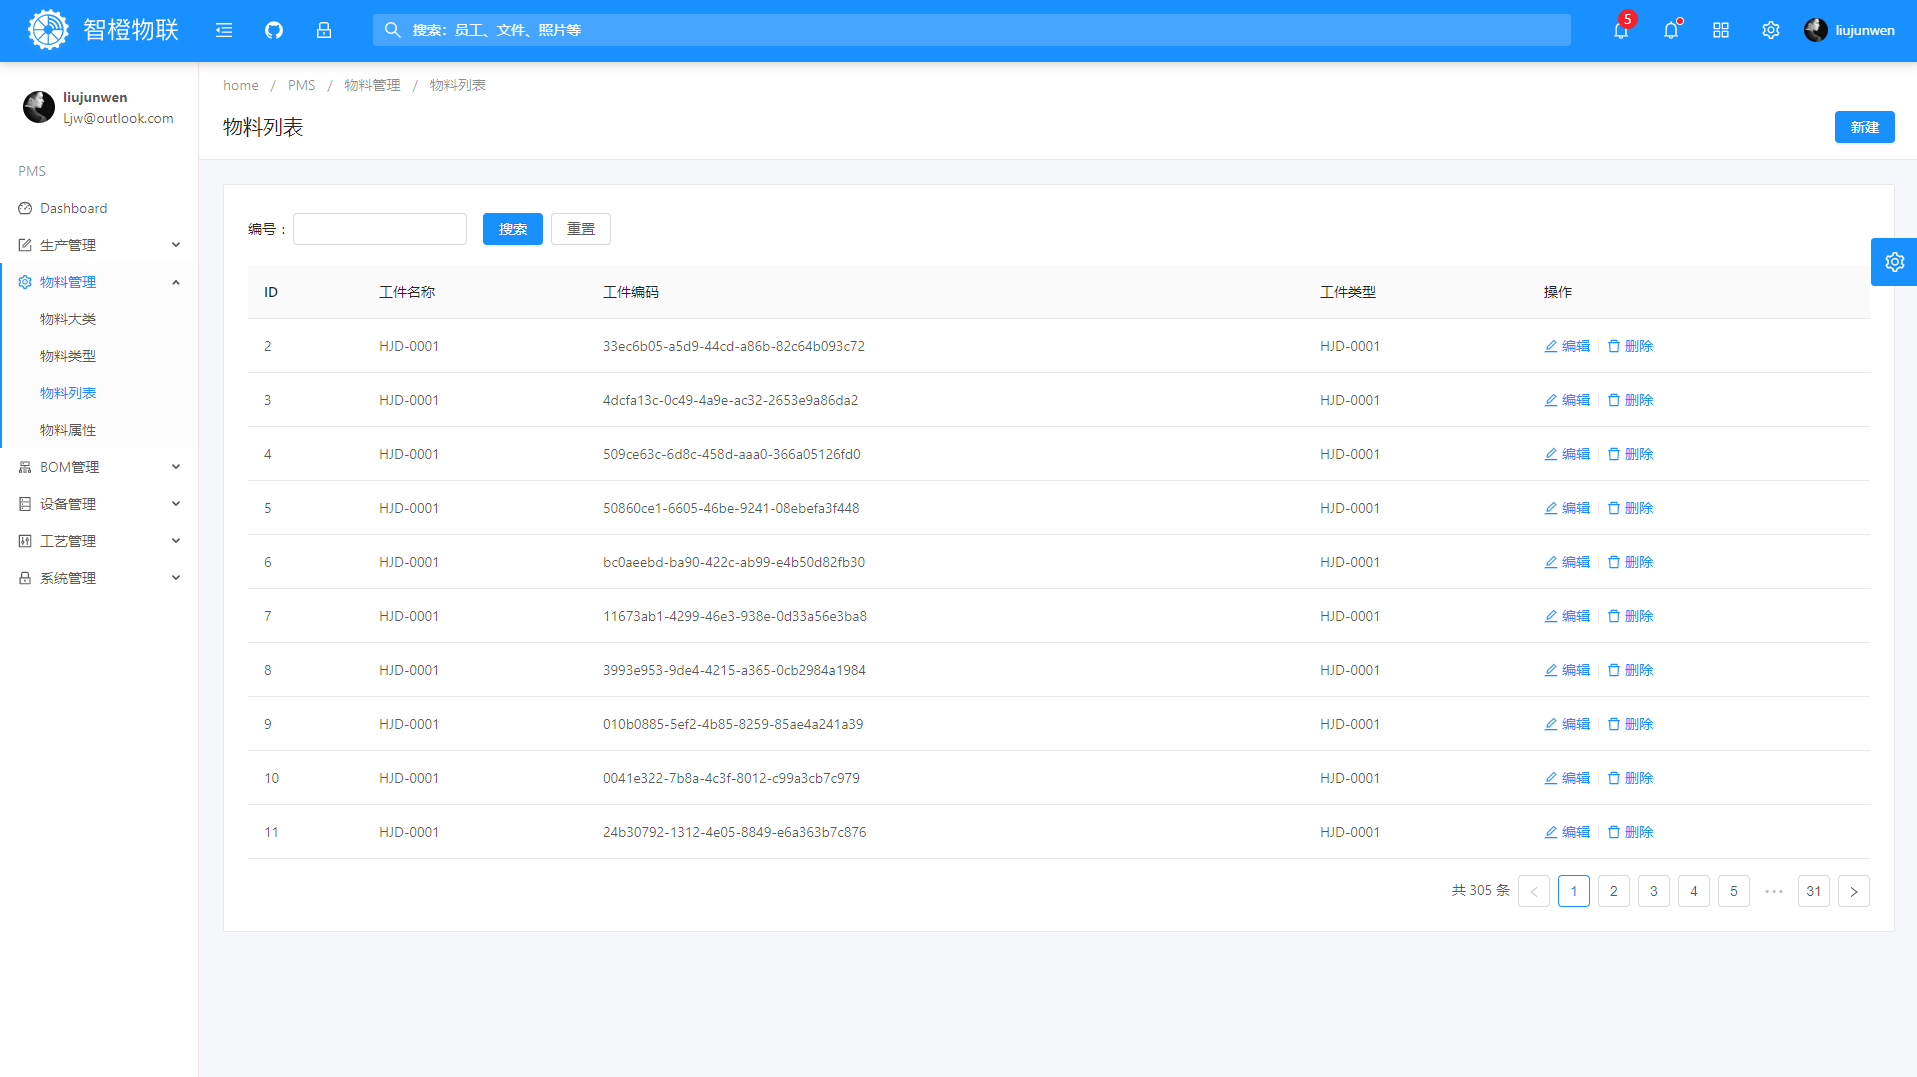 智橙物联
搜索：员工、文件、照片等
5
liujunwen
liujunwen
Ljw@outlook.com
PMS
Dashboard
生产管理
物料管理
物料大类
物料类型
物料列表
物料属性
BOM管理
设备管理
工艺管理
系统管理
home / PMS / 物料管理 / 物料列表
物料列表
新建
编号 :
搜索
重置
ID 工件名称 工件编码 工件类型 操作
2 HJD-0001 33ec6b05-a5d9-44cd-a86b-82c64b093c72 HJD-0001 编辑 删除
3 HJD-0001 4dcfa13c-0c49-4a9e-ac32-2653e9a86da2 HJD-0001 编辑 删除
4 HJD-0001 509ce63c-6d8c-458d-aaa0-366a05126fd0 HJD-0001 编辑 删除
5 HJD-0001 50860ce1-6605-46be-9241-08ebefa3f448 HJD-0001 编辑 删除
6 HJD-0001 bc0aeebd-ba90-422c-ab99-e4b50d82fb30 HJD-0001 编辑 删除
7 HJD-0001 11673ab1-4299-46e3-938e-0d33a56e3ba8 HJD-0001 编辑 删除
8 HJD-0001 3993e953-9de4-4215-a365-0cb2984a1984 HJD-0001 编辑 删除
9 HJD-0001 010b0885-5ef2-4b85-8259-85ae4a241a39 HJD-0001 编辑 删除
10 HJD-0001 0041e322-7b8a-4c3f-8012-c99a3cb7c979 HJD-0001 编辑 删除
11 HJD-0001 24b30792-1312-4e05-8849-e6a363b7c876 HJD-0001 编辑 删除
共 305 条 < 1 2 3 4 5 ••• 31 >